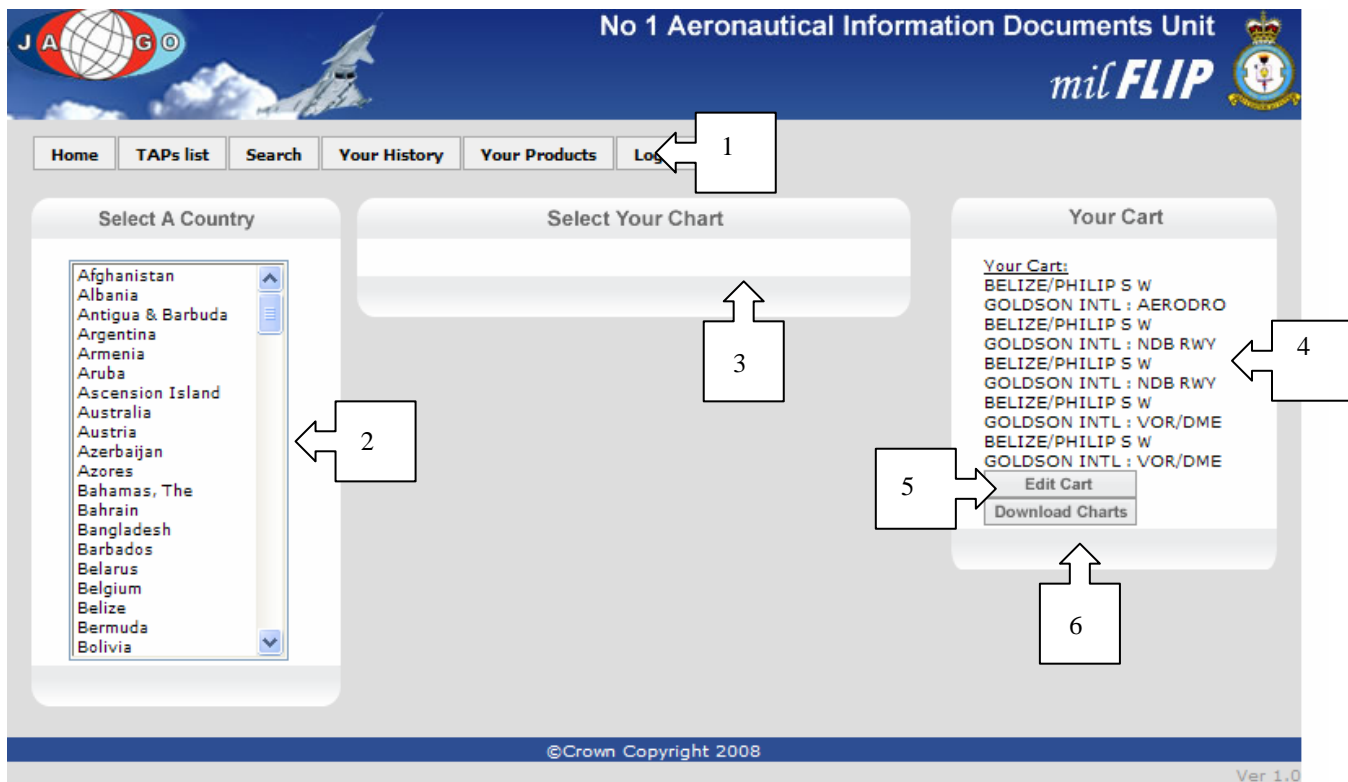 JAGO
No 1 Aeronautical Information Documents Unit
mil FLIP
Home TAPs list Search Your History Your Products Log
1
Select A Country
Select Your Chart
Your Cart
Afghanistan
Albania
Antigua & Barbuda
Argentina
Armenia
Aruba
Ascension Island
Australia
Austria
Azerbaijan
Azores
Bahamas, The
Bahrain
Bangladesh
Barbados
Belarus
Belgium
Belize
Bermuda
Bolivia
2
3
Your Cart:
BELIZE/PHILIP S W
GOLDSON INTL : AERODRO
BELIZE/PHILIP S W
GOLDSON INTL : NDB RWY
BELIZE/PHILIP S W
GOLDSON INTL : NDB RWY
BELIZE/PHILIP S W
GOLDSON INTL : VOR/DME
BELIZE/PHILIP S W
GOLDSON INTL : VOR/DME
4
5
Edit Cart
Download Charts
6
©Crown Copyright 2008
Ver 1.0